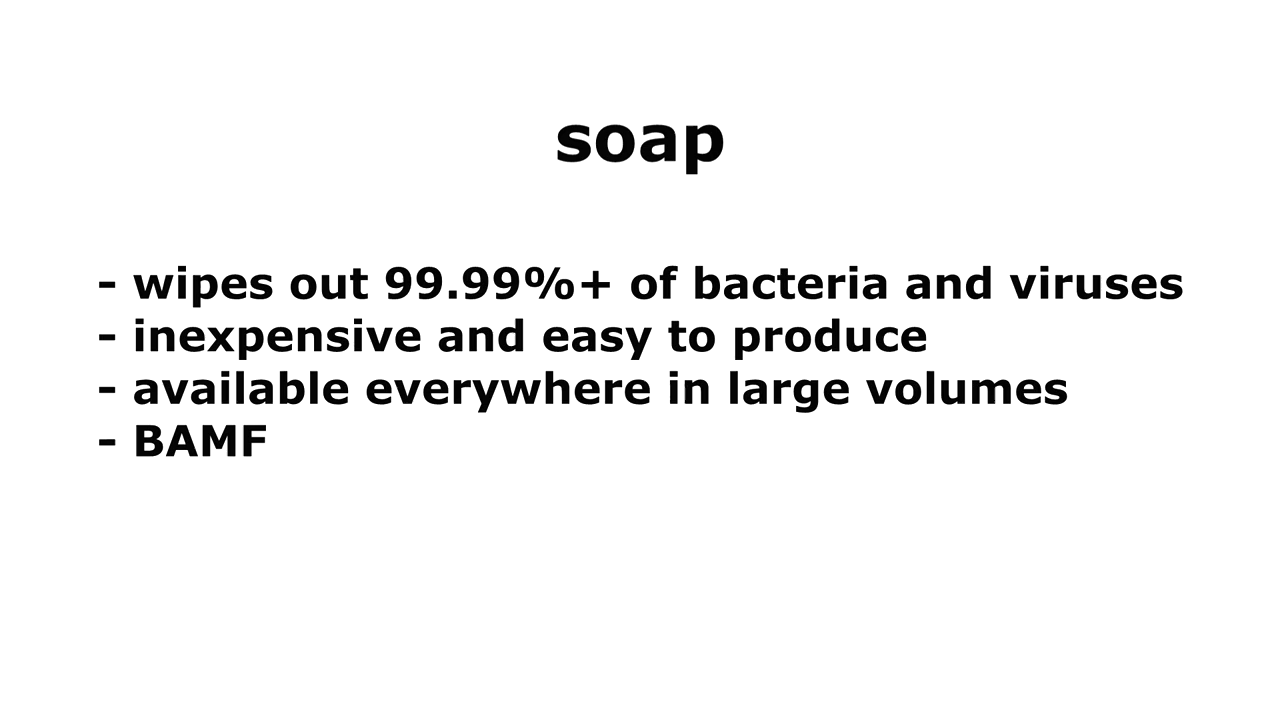 soap
- wipes out 99.99%+ of bacteria and viruses
- inexpensive and easy to produce
- available everywhere in large volumes
- BAMF